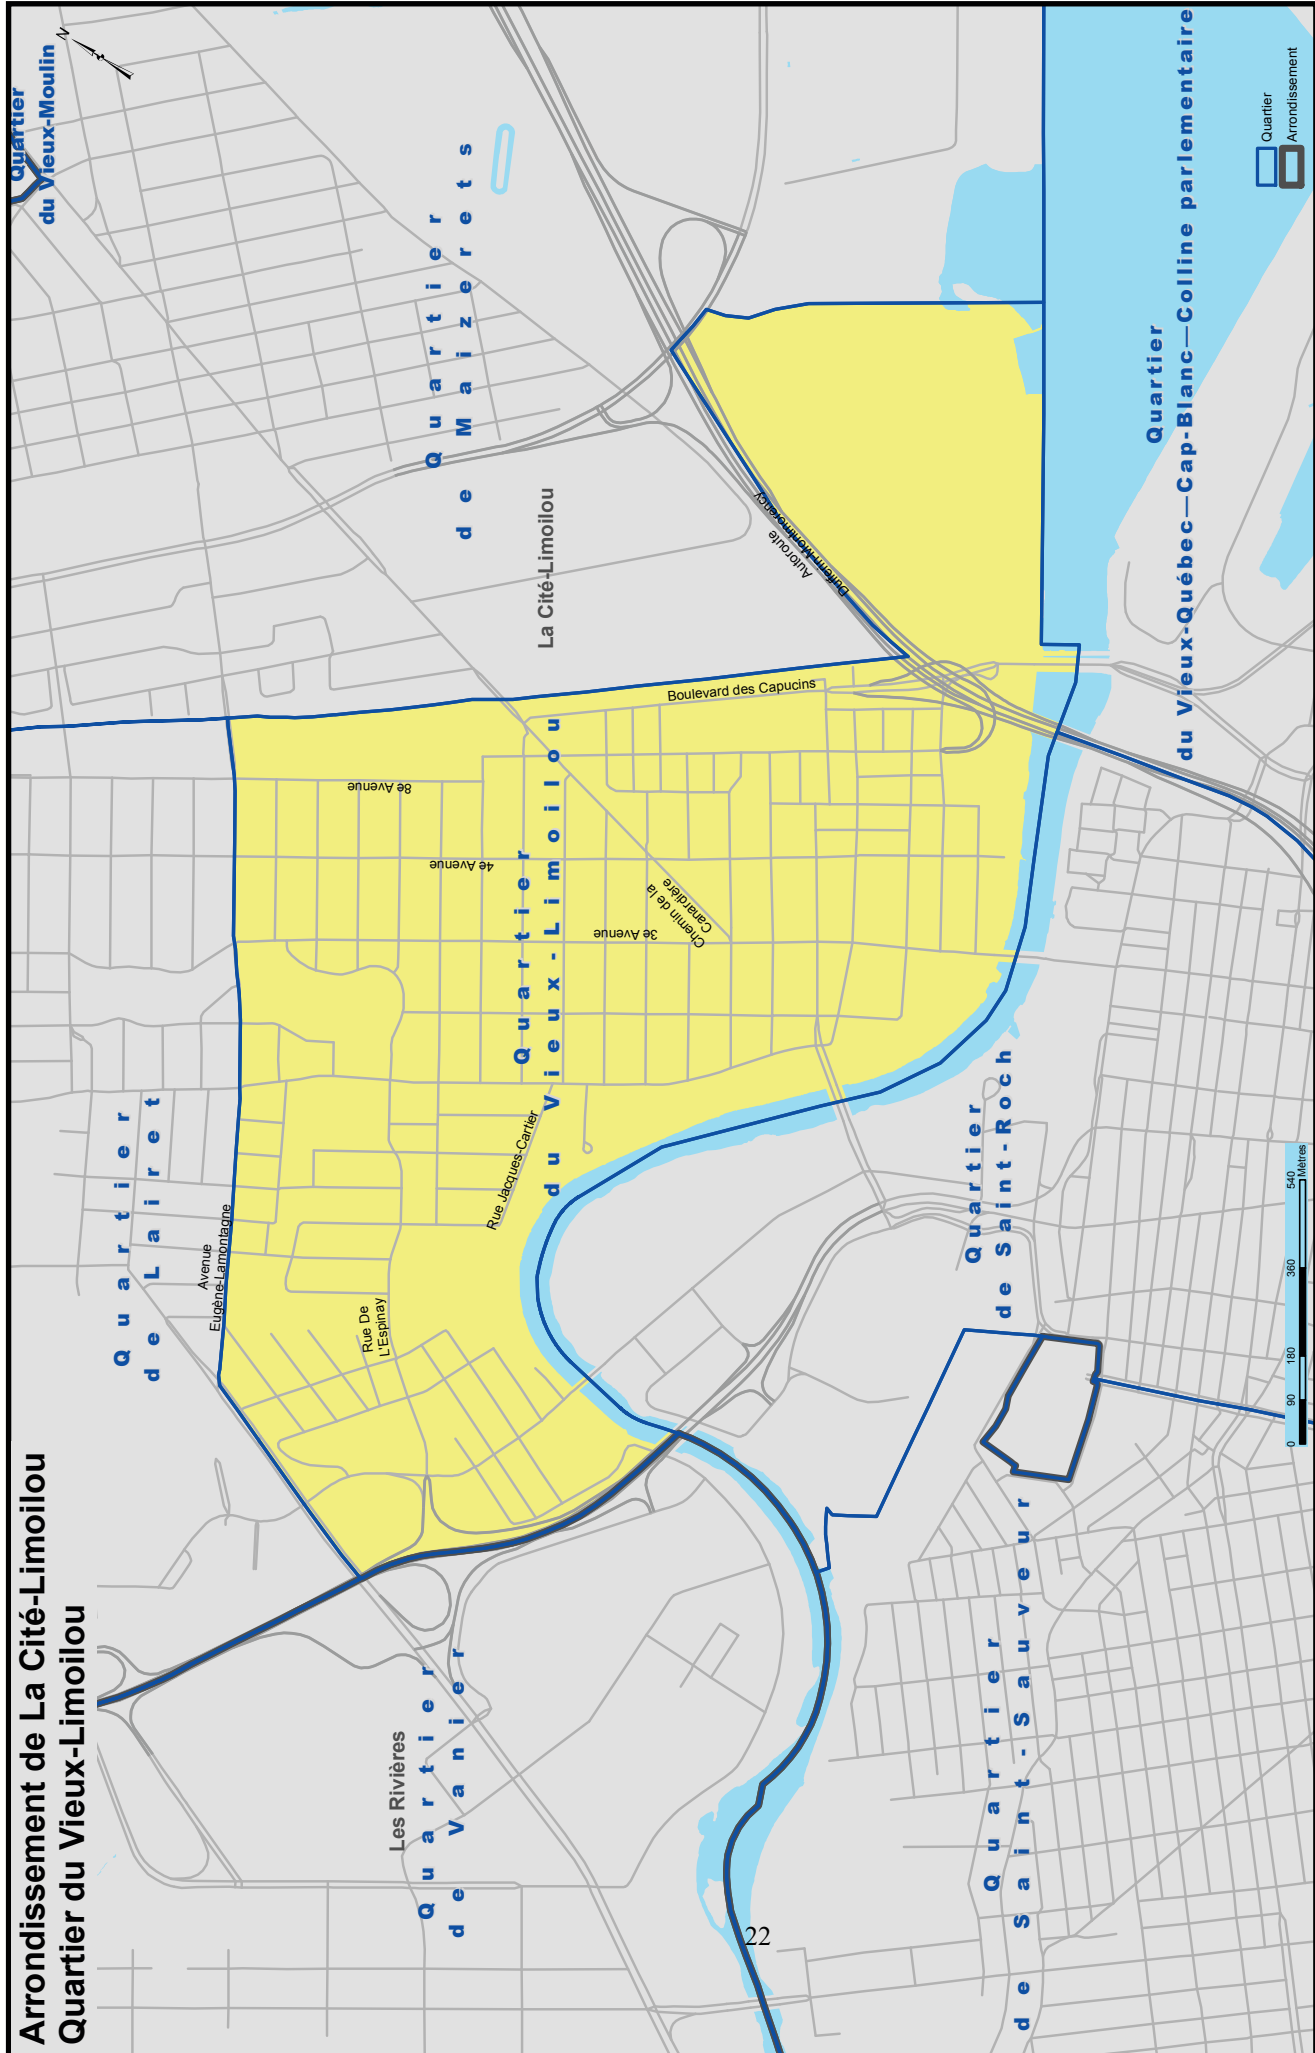 Arrondissement de La Cité-Limoilou
Quartier du Vieux-Limoilou
N
Quartier
du Vieux-Moulin
Quartier
de Lairet
Avenue
Eugène-Lamontagne
Rue De
L'Espinay
8e Avenue
4e Avenue
3e Avenue
Quartier
de Maizerets
Les Rivières
Quartier
de Vanier
Rue Jacques-Cartier
Quartier
du Vieux-Limoilou
La Cité-Limoilou
Chemin de la
Canardière
Boulevard des Capucins
Autoroute
Dufferin-Montmorency
22
Quartier
de Saint-Roch
Quartier
de Saint-Sauveur
Quartier
du Vieux-Québec—Cap-Blanc—Colline parlementaire
Quartier
Arrondissement
0 90 180 360 540
Mètres